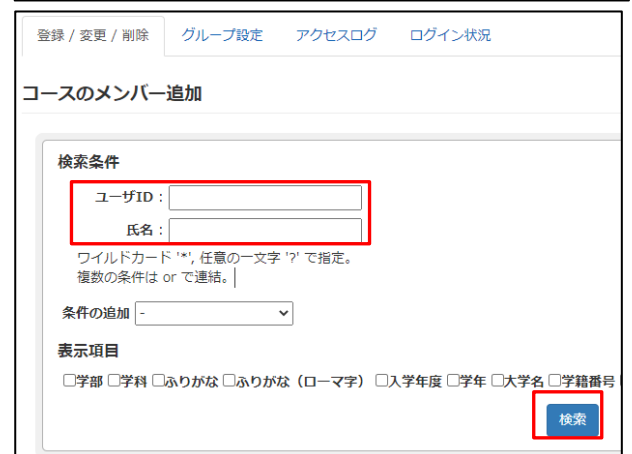 登録 / 変更 / 削除 グループ設定 アクセスログ ログイン状況
コースのメンバー追加
検索条件
ユーザID :
氏名 :
ワイルドカード '*', 任意の一文字 '?' で指定。
複数の条件は or で連結。
条件の追加 -
表示項目
学部 学科 ふりがな ふりがな（ローマ字） 入学年度 学年 大学名 学籍番号
検索